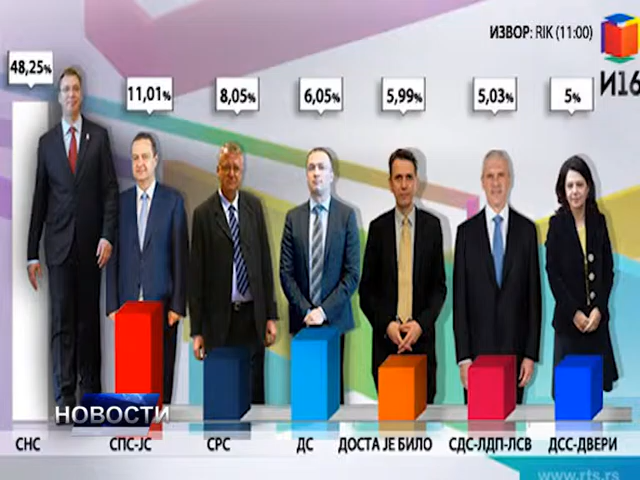 ИЗВОР: RIK (11:00)
И16
48,25%
11,01%
8,05%
6,05%
5,99%
5,03%
5%
НОВОСТИ
СНС
СПС-ЈС
СРС
ДС
ДОСТА ЈЕ БИЛО
СДС-ЛДП-ЛСВ
ДСС-ДВЕРИ
www.rts.rs